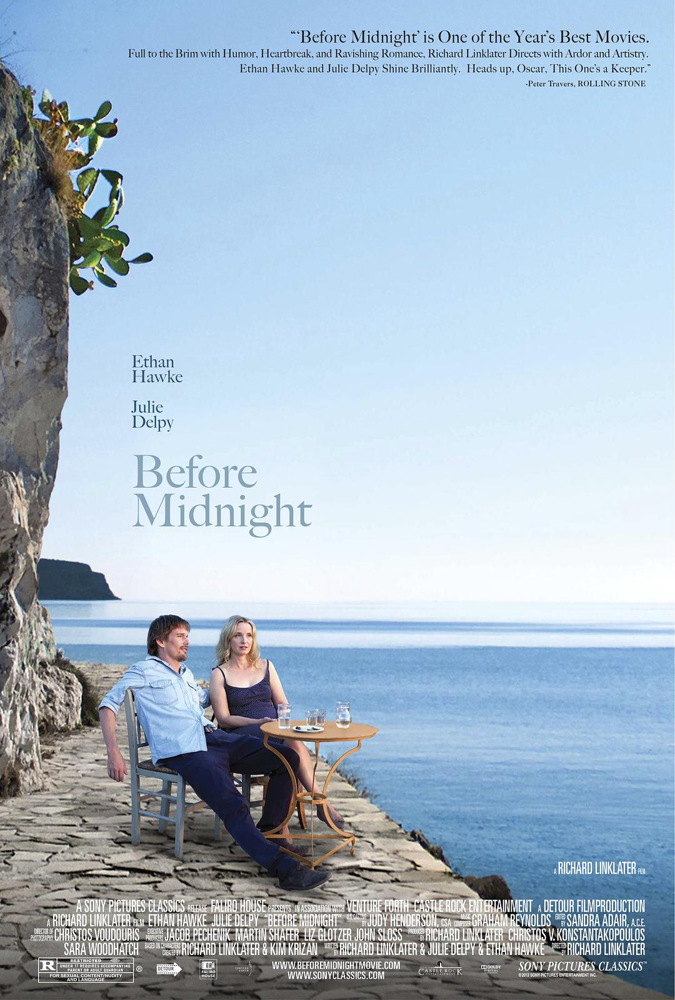 “‘Before Midnight’ is One of the Year’s Best Movies.
Full to the Brim with Humor, Heartbreak, and Ravishing Romance, Richard Linklater Directs with Ardor and Artistry.
Ethan Hawke and Julie Delpy Shine Brilliantly. Heads up, Oscar, This One’s a Keeper.”
-Peter Travers, ROLLING STONE
Ethan
Hawke
Julie
Delpy
Before
Midnight
A RICHARD LINKLATER FILM
A SONY PICTURES CLASSICS RELEASE FALIRO HOUSE PRESENTS IN ASSOCIATION WITH VENTURE FORTH CASTLE ROCK ENTERTAINMENT A DETOUR FILMPRODUCTION
A RICHARD LINKLATER FILM ETHAN HAWKE JULIE DELPY “BEFORE MIDNIGHT” U.S. CASTING BY JUDY HENDERSON, CSA MUSIC COMPOSER GRAHAM REYNOLDS EDITED BY SANDRA ADAIR, A.C.E.
DIRECTOR OF PHOTOGRAPHY CHRISTOS VOUDOURIS EXECUTIVE PRODUCERS JACOB PECHENIK MARTIN SHAFER LIZ GLOTZER JOHN SLOSS PRODUCED BY RICHARD LINKLATER CHRISTOS V. KONSTANTAKOPOULOS
SARA WOODHATCH BASED ON CHARACTERS CREATED BY RICHARD LINKLATER & KIM KRIZAN WRITTEN BY RICHARD LINKLATER & JULIE DELPY & ETHAN HAWKE DIRECTED BY RICHARD LINKLATER
R RESTRICTED
UNDER 17 REQUIRES ACCOMPANYING
PARENT OR ADULT GUARDIAN
FOR SEXUAL CONTENT/NUDITY
AND LANGUAGE
®
DETOUR
FALIRO
HOUSE
VENTURE
FORTH
WWW.BEFOREMIDNIGHTMOVIE.COM
WWW.SONYCLASSICS.COM
CASTLE ROCK
ENTERTAINMENT
DOLBY
DIGITAL
SONY PICTURES CLASSICS™
©2013 SONY PICTURES ENTERTAINMENT INC.